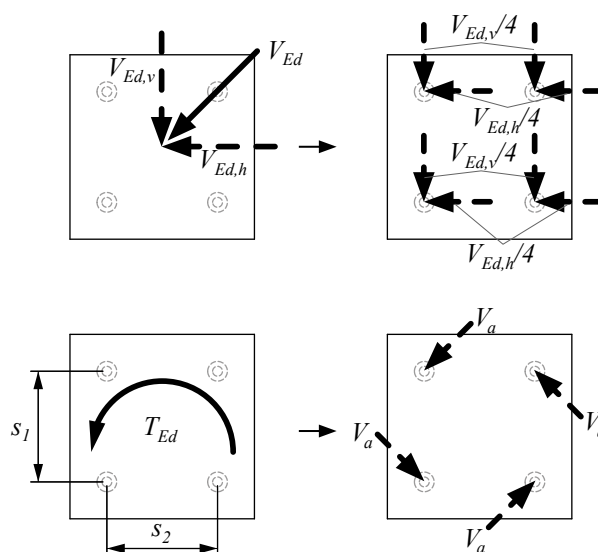 V_{Ed,v}/4
V_{Ed,v}
V_{Ed}
V_{Ed,h}/4
V_{Ed,h}
V_{Ed,v}/4
V_{Ed,h}/4
V_a
s_1
T_{Ed}
V_a
s_2
V_a